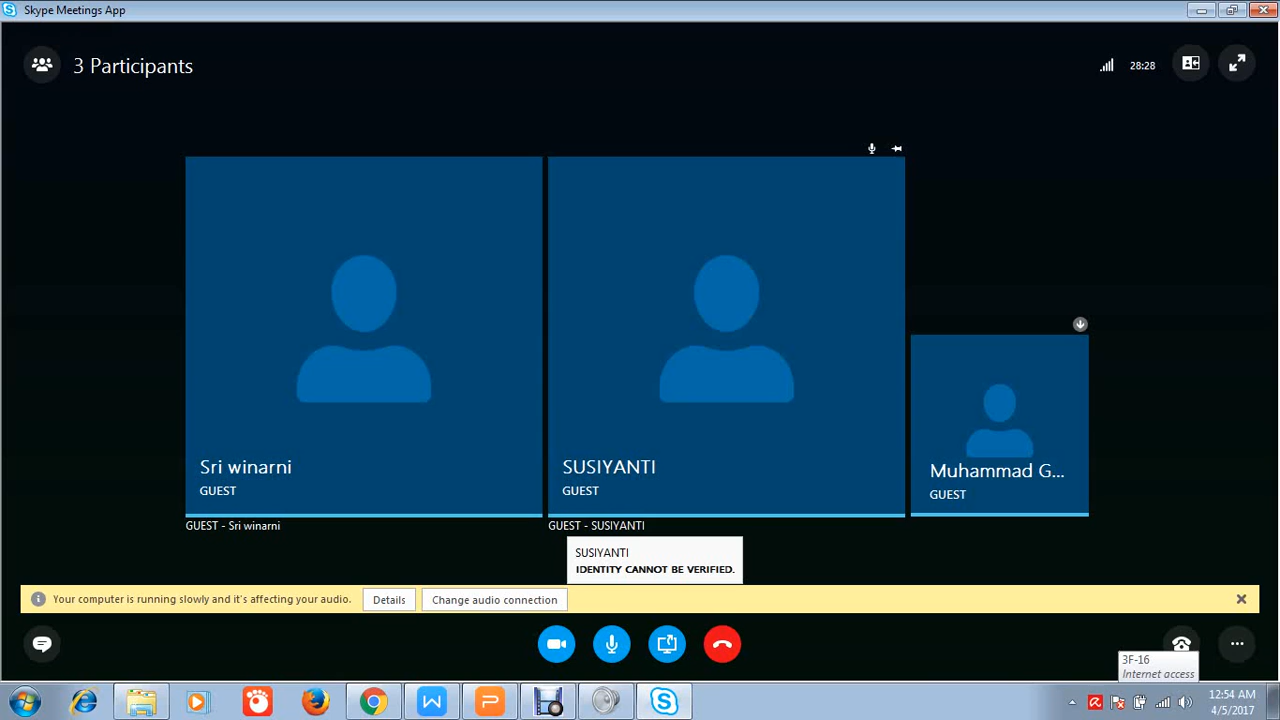 Skype Meetings App
3 Participants
28:28
Sri winarni
GUEST
GUEST - Sri winarni
SUSIYANTI
GUEST
GUEST - SUSIYANTI
Muhammad G...
GUEST
SUSIYANTI
IDENTITY CANNOT BE VERIFIED.
Your computer is running slowly and it's affecting your audio.
Details
Change audio connection
3F-16
Internet access
W
P
12:54 AM
4/5/2017